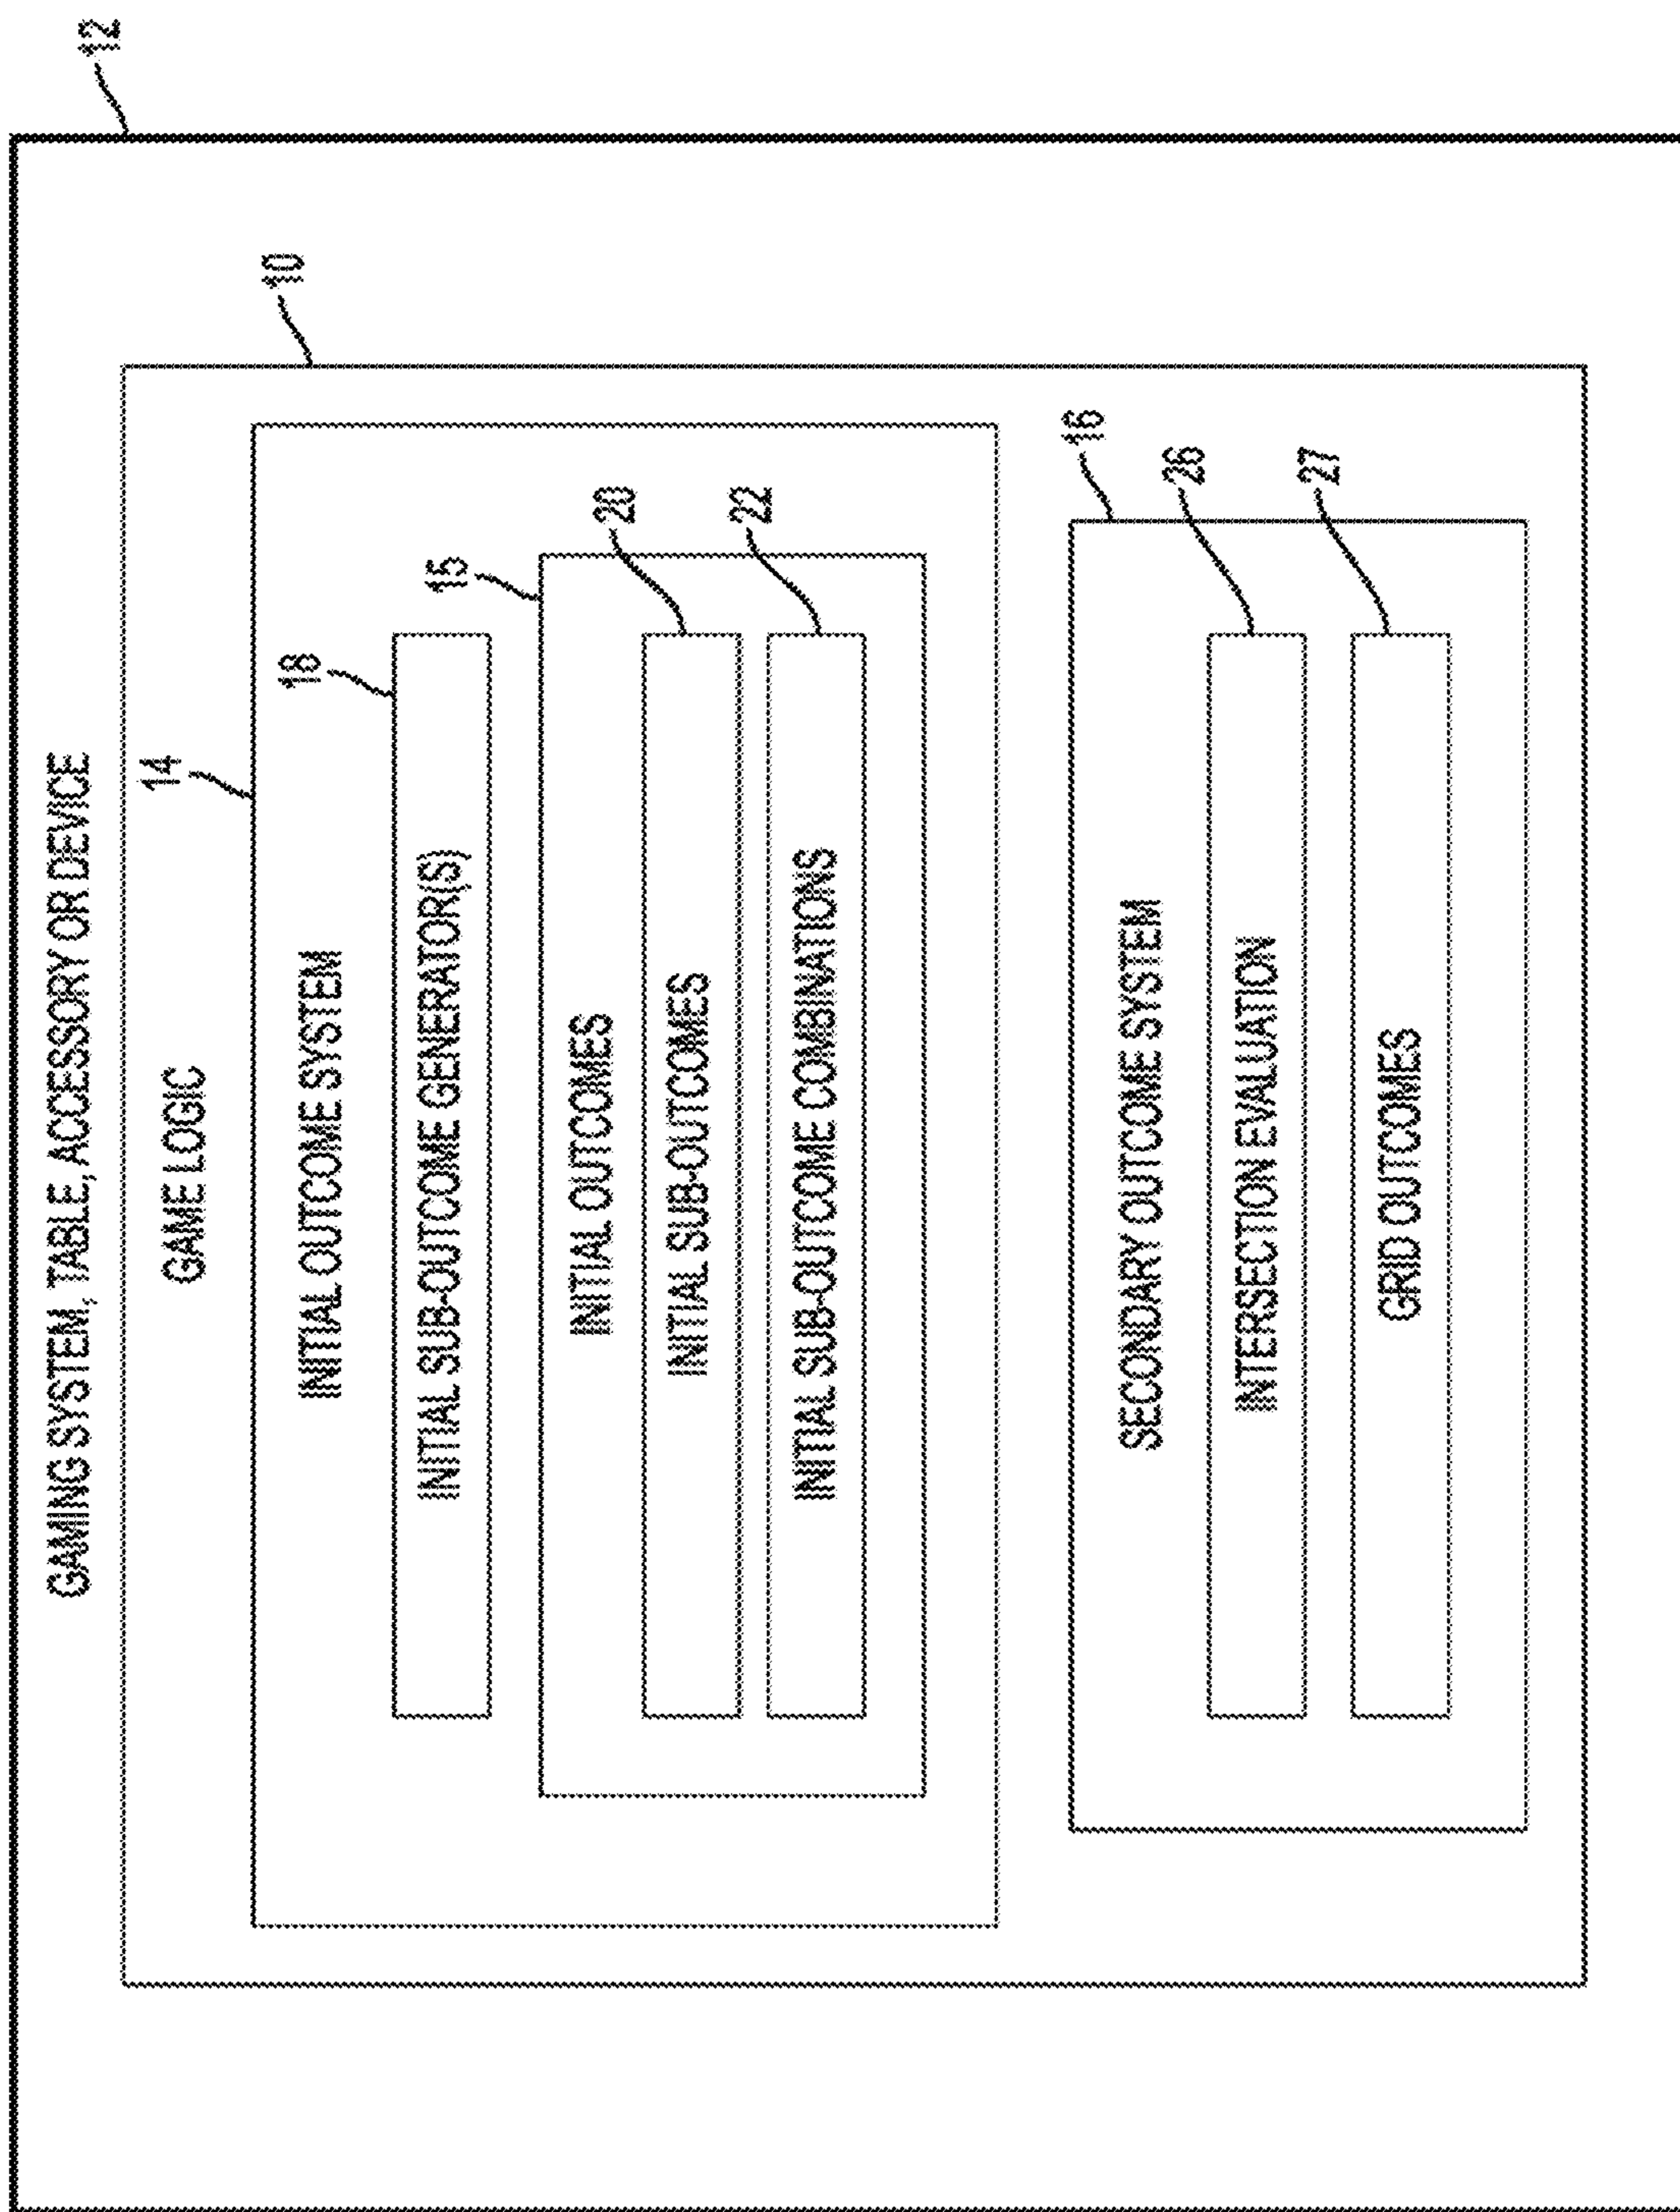 12
GAMING SYSTEM, TABLE, ACCESSORY OR DEVICE
10
GAME LOGIC
14
INITIAL OUTCOME SYSTEM
18
INITIAL SUB-OUTCOME GENERATOR(S)
15
INITIAL OUTCOMES
20
INITIAL SUB-OUTCOMES
22
INITIAL SUB-OUTCOME COMBINATIONS
16
SECONDARY OUTCOME SYSTEM
26
INTERSECTION EVALUATION
27
GRID OUTCOMES